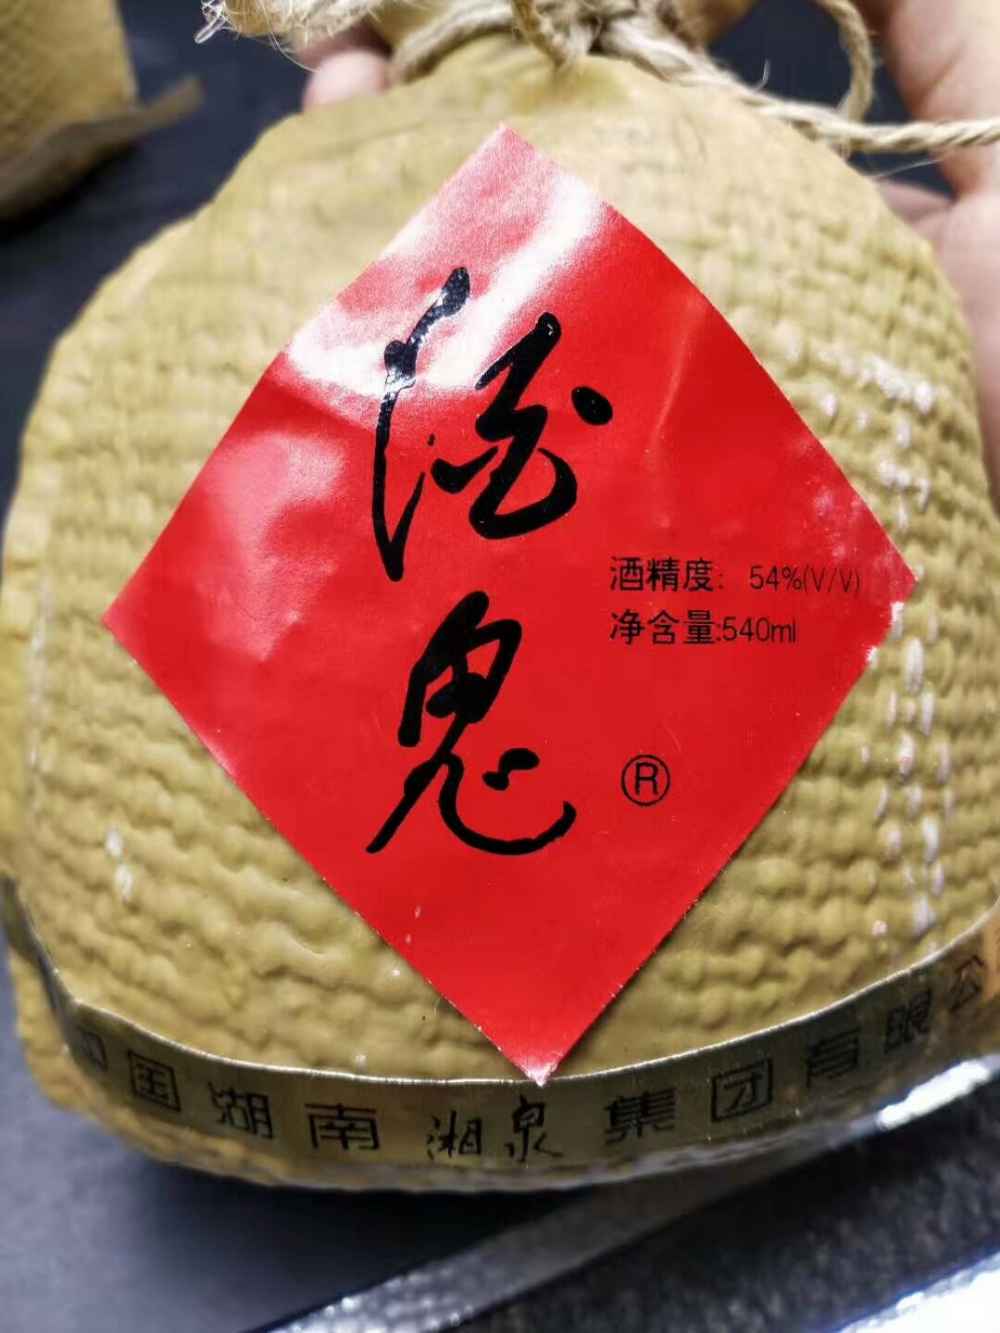 酒鬼
酒精度: 54%(V/V)
净含量:540ml
®
中国湖南湘泉集团有限公